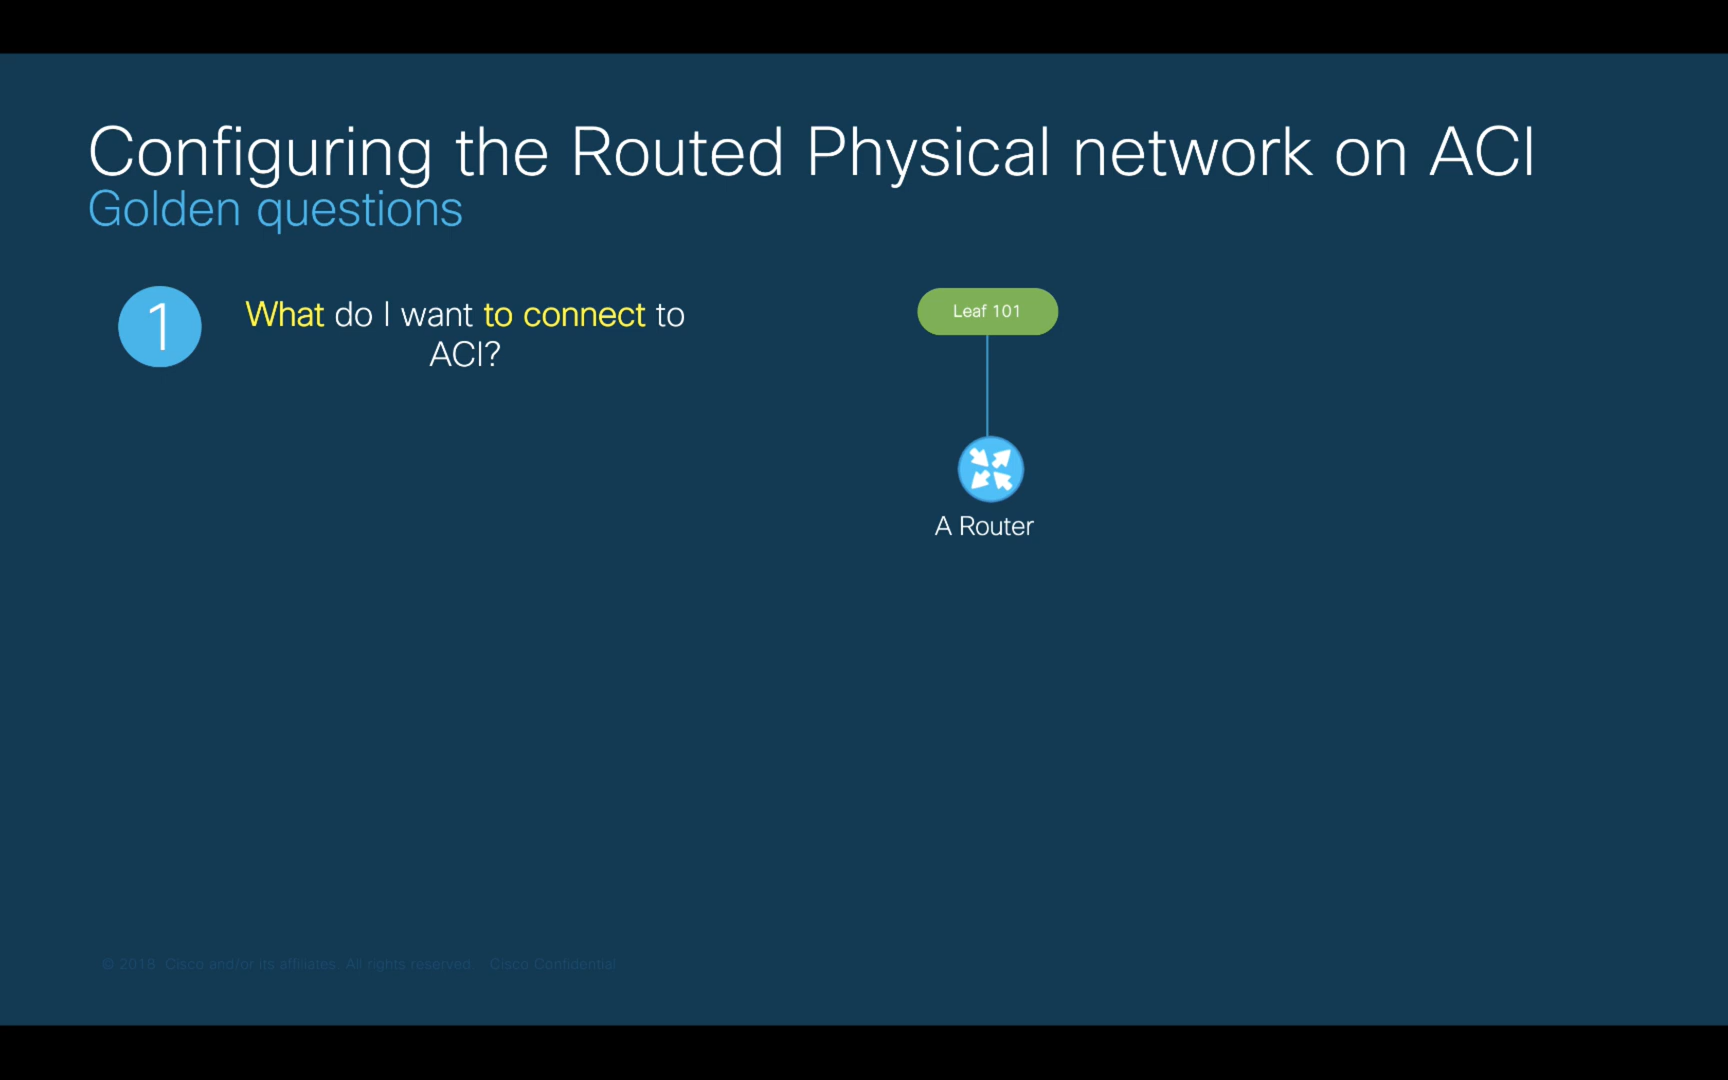 Configuring the Routed Physical network on ACI
Golden questions
1
What do I want to connect to
ACI?
Leaf 101
A Router
© 2018 Cisco and/or its affiliates. All rights reserved. Cisco Confidential